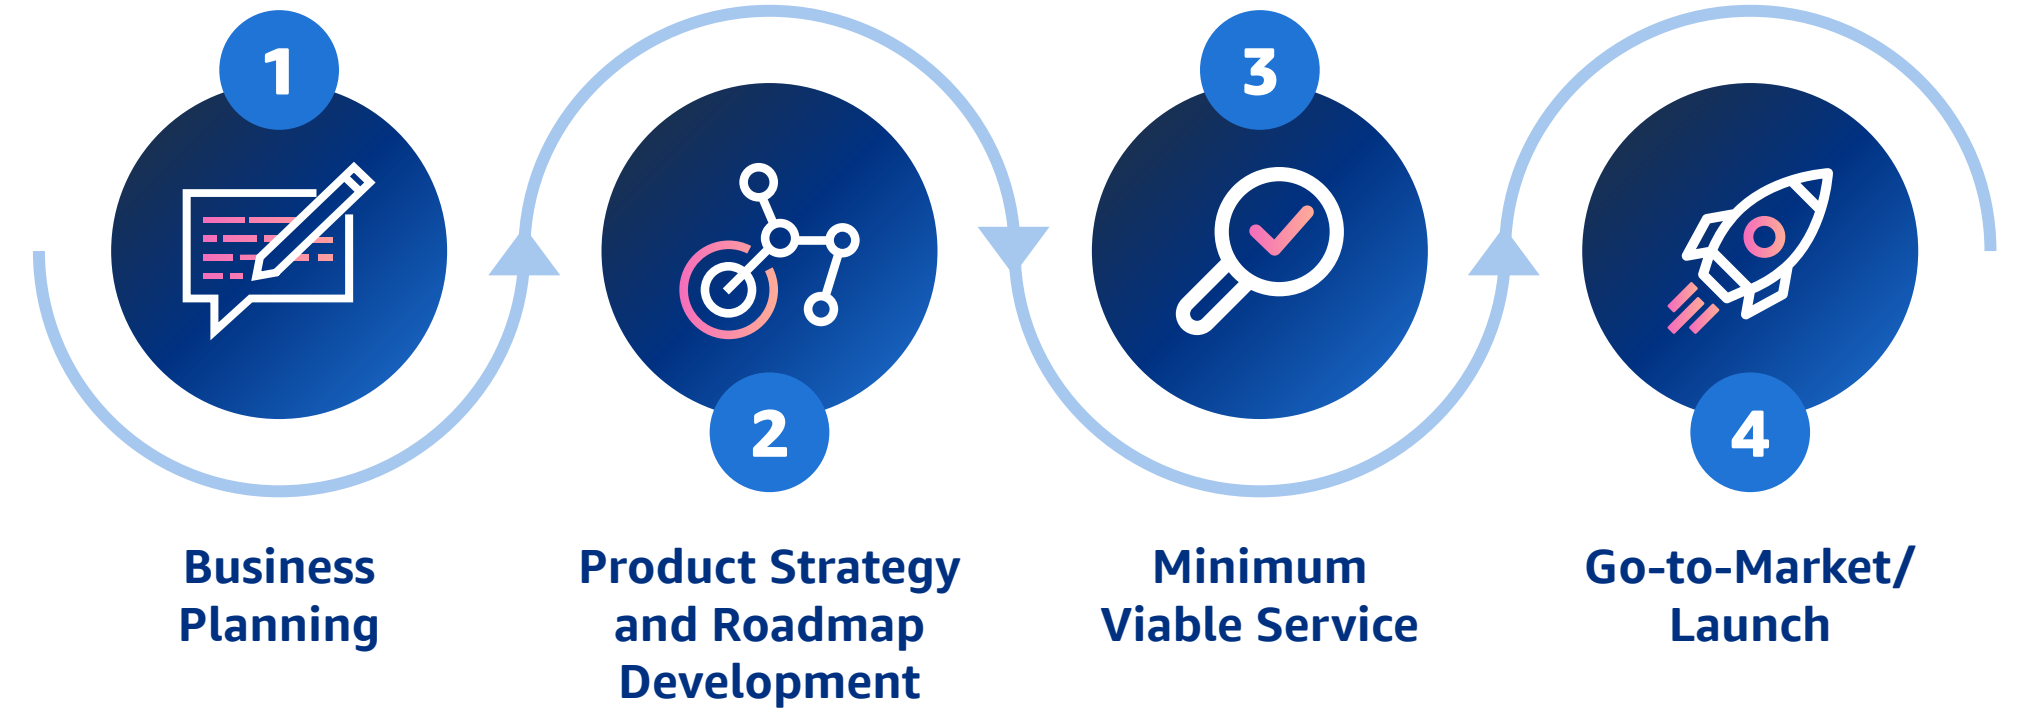 1
Business
Planning
2
Product Strategy
and Roadmap
Development
3
Minimum
Viable Service
4
Go-to-Market/
Launch